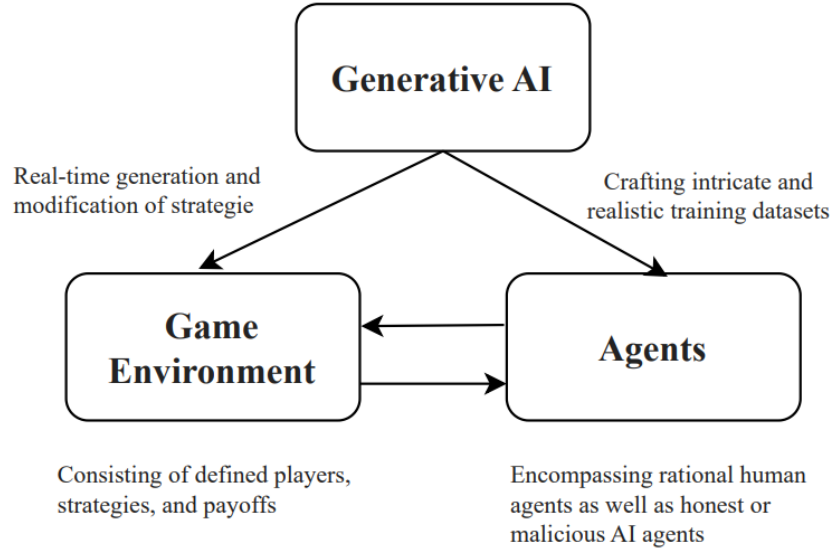 Generative AI
Real-time generation and
modification of strategie
Crafting intricate and
realistic training datasets
Game
Environment
Agents
Consisting of defined players,
strategies, and payoffs
Encompassing rational human
agents as well as honest or
malicious AI agents